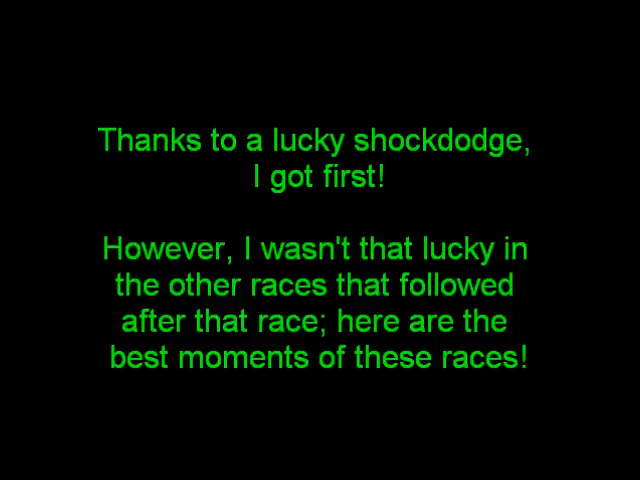 Thanks to a lucky shockdodge,
I got first!
However, I wasn't that lucky in
the other races that followed
after that race; here are the
best moments of these races!